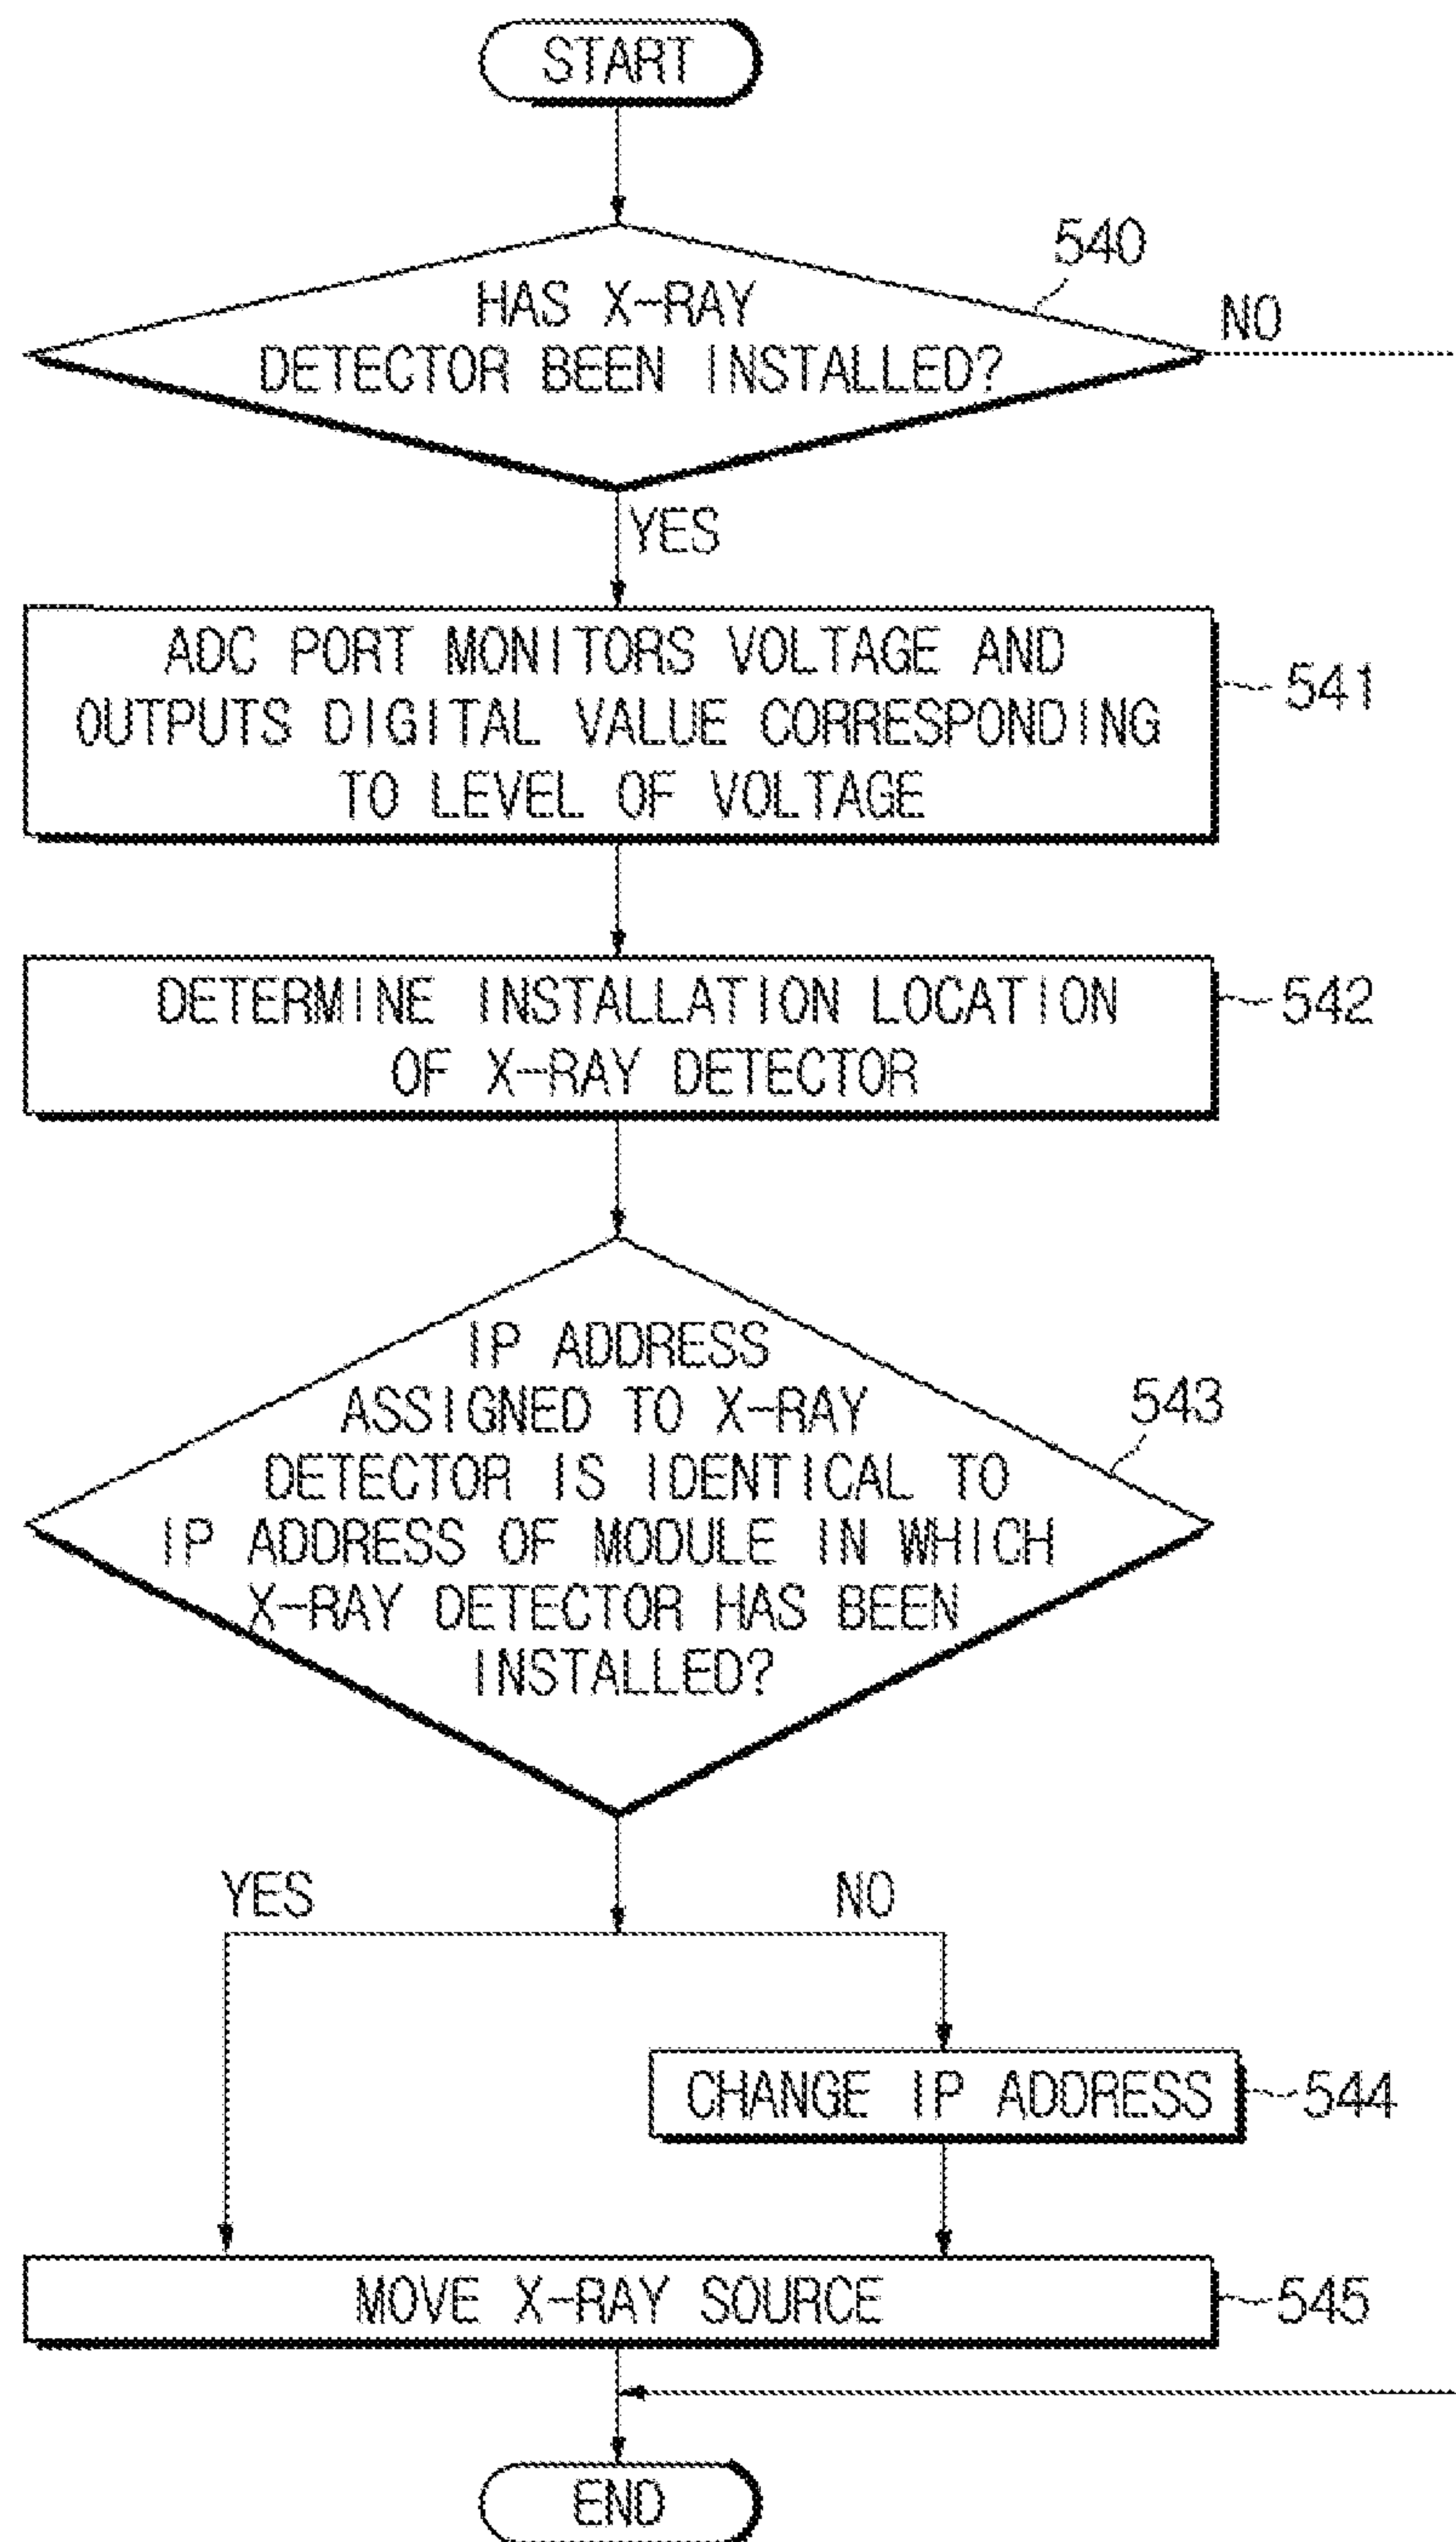 START
540
HAS X-RAY
DETECTOR BEEN INSTALLED?
NO
YES
ADC PORT MONITORS VOLTAGE AND
OUTPUTS DIGITAL VALUE CORRESPONDING
TO LEVEL OF VOLTAGE
541
DETERMINE INSTALLATION LOCATION
OF X-RAY DETECTOR
542
IP ADDRESS
ASSIGNED TO X-RAY
DETECTOR IS IDENTICAL TO
IP ADDRESS OF MODULE IN WHICH
X-RAY DETECTOR HAS BEEN
INSTALLED?
543
YES
NO
CHANGE IP ADDRESS
544
MOVE X-RAY SOURCE
545
END